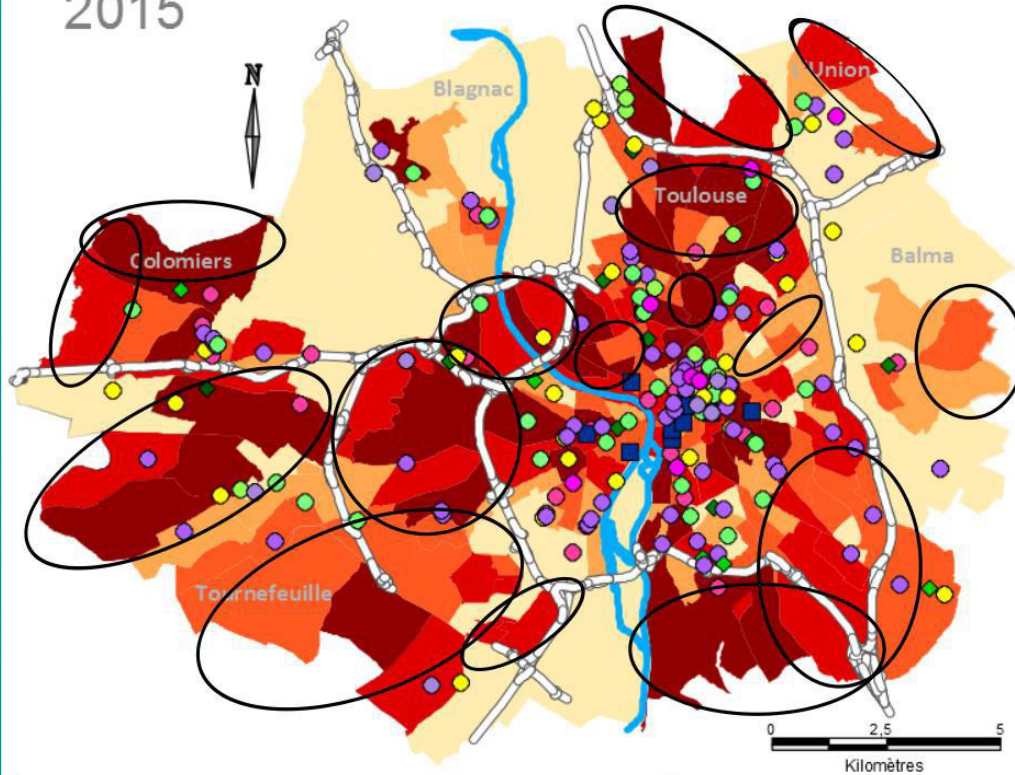 2015
N
Blagnac
L'Union
Toulouse
Colomiers
Balma
Tournefeuille
0 2,5 5
Kilomètres